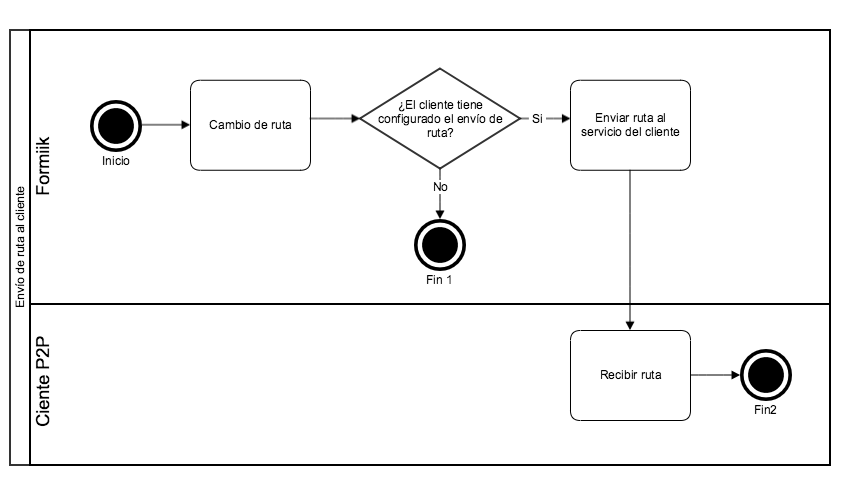 Envío de ruta al cliente
Formiik
Inicio
Cambio de ruta
¿El cliente tiene
configurado el envío de
ruta?
Si
Enviar ruta al
servicio del cliente
No
Fin 1
Ciente P2P
Recibir ruta
Fin2